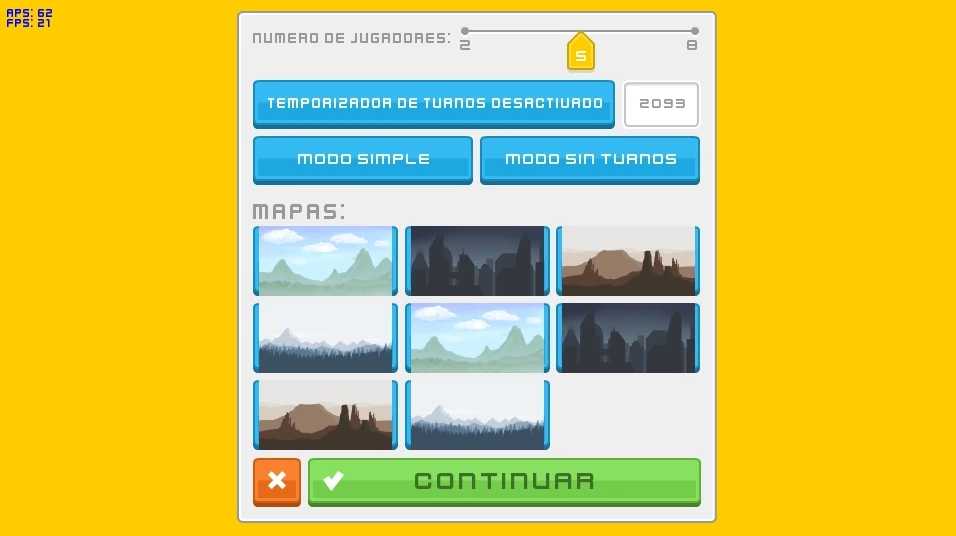 APS: 62
FPS: 21
NUMERO DE JUGADORES:
2
5
8
TEMPORIZADOR DE TURNOS DESACTIVADO
2093
MODO SIMPLE
MODO SIN TURNOS
MAPAS:
CONTINUAR